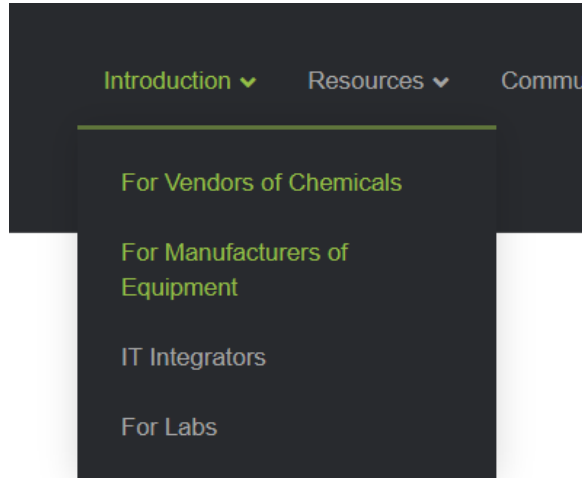 Introduction
Resources
Commu
For Vendors of Chemicals
For Manufacturers of
Equipment
IT Integrators
For Labs